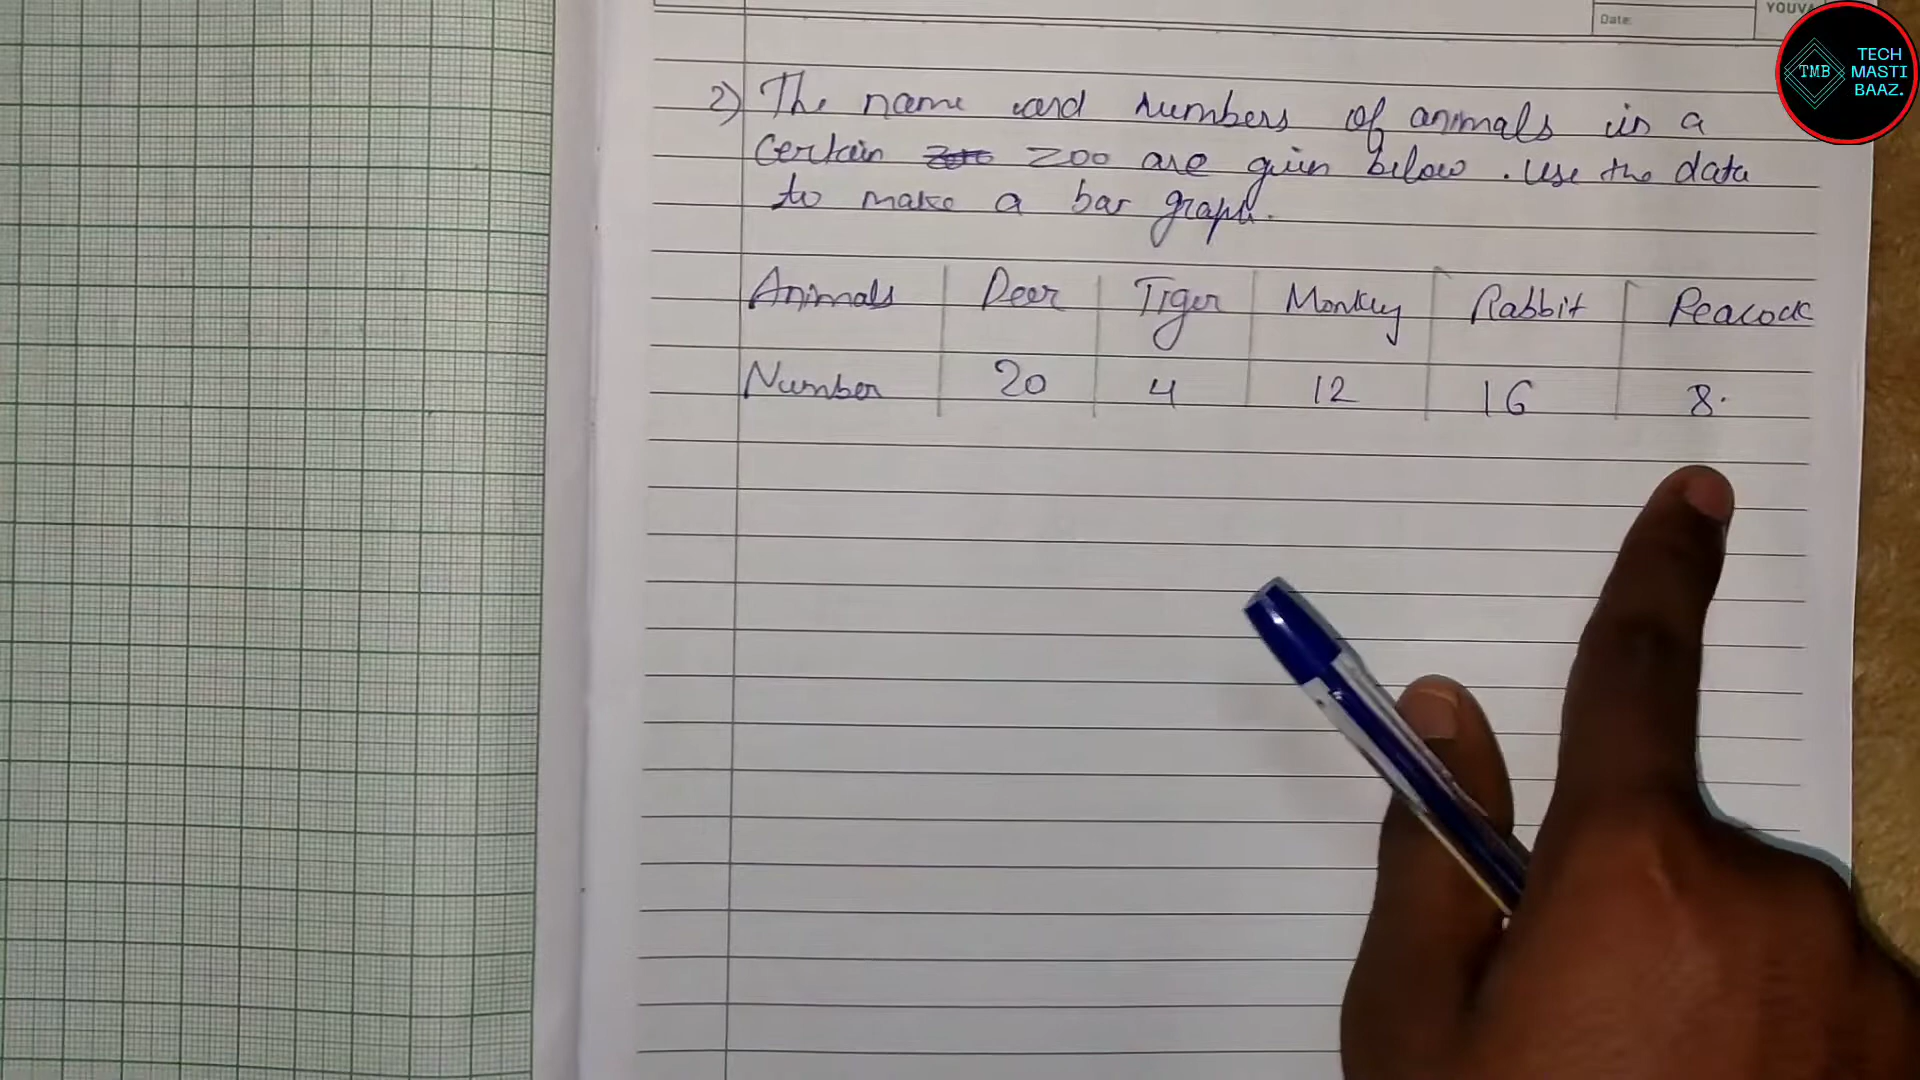 YOUVA
Date:
TMB
TECH
MASTI
BAAZ.
2) The name and numbers of animals in a
certain zoo are given below. Use the data
to make a bar graph.
Animals Deer Tiger Monkey Rabbit Peacock
Number 20 4 12 16 8.